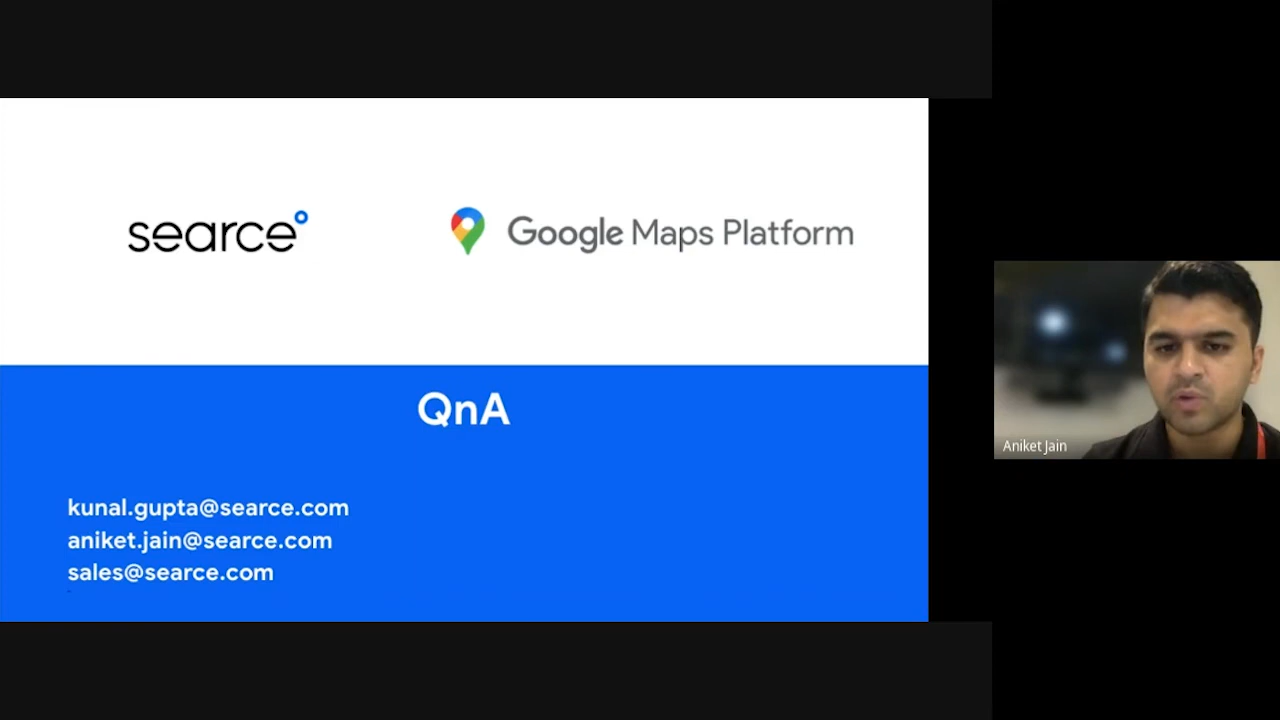 searce
Google Maps Platform
QnA
kunal.gupta@searce.com
aniket.jain@searce.com
sales@searce.com
Aniket Jain